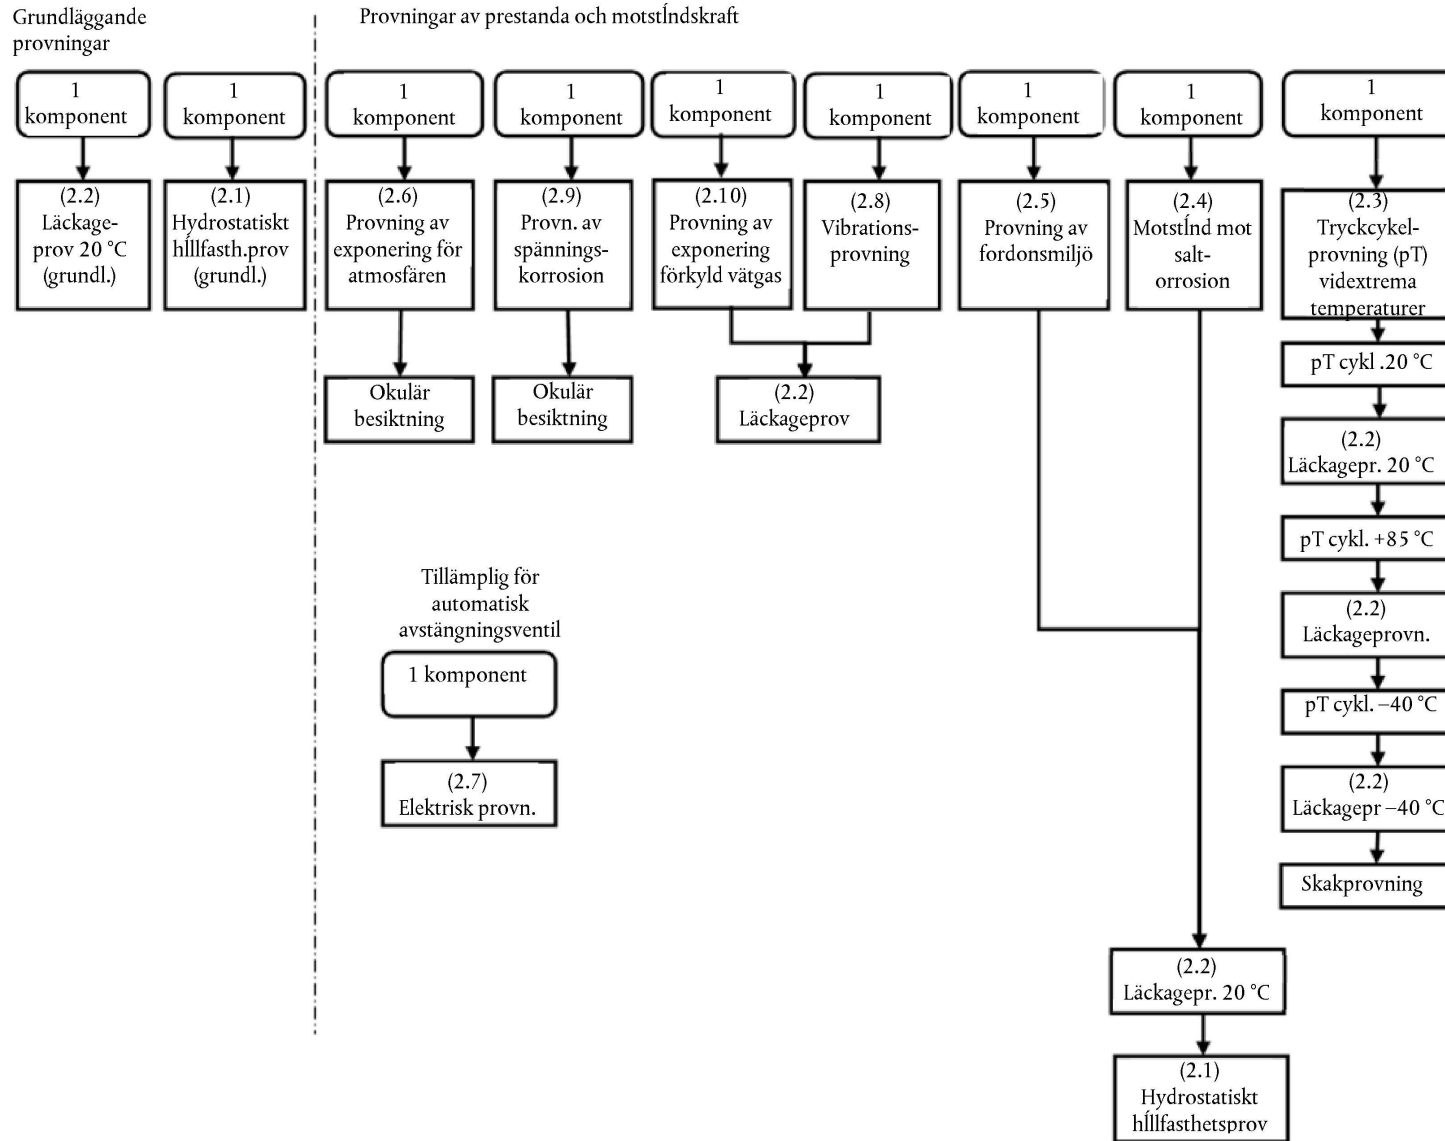 Grundläggande
provningar
Provningar av prestanda och motstĺndskraft
1
komponent
(2.2)
Läckage-
prov 20 °C
(grundl.)
1
komponent
(2.1)
Hydrostatiskt
hĺllfasth.prov
(grundl.)
1
komponent
(2.6)
Provning av
exponering för
atmosfären
Okulär
besiktning
1
komponent
(2.9)
Provn. av
spännings-
korrosion
Okulär
besiktning
1
komponent
(2.10)
Provning av
exponering
förkyld vätgas
1
komponent
(2.8)
Vibrations-
provning
(2.2)
Läckageprov
1
komponent
(2.5)
Provning av
fordonsmiljö
1
komponent
(2.4)
Motstĺnd mot
salt-
orrosion
(2.2)
Läckagepr. 20 °C
(2.1)
Hydrostatiskt
hĺllfasthetsprov
1
komponent
(2.3)
Tryckcykel-
provning (pT)
vidextrema
temperaturer
pT cykl .20 °C
(2.2)
Läckagepr. 20 °C
pT cykl. +85 °C
(2.2)
Läckageprovn.
pT cykl. −40 °C
(2.2)
Läckagepr −40 °C
Skakprovning
Tillämplig för
automatisk
avstängningsventil
1 komponent
(2.7)
Elektrisk provn.